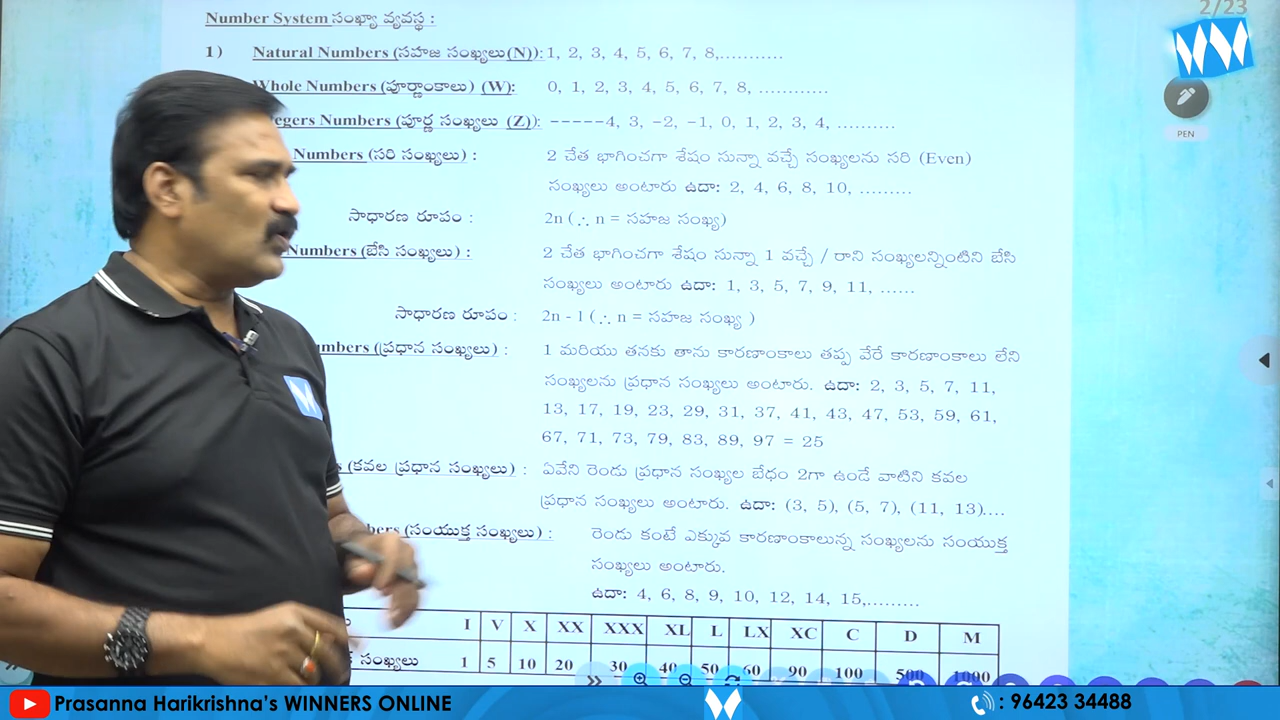 2/23
Number System సంఖ్యా వ్యవస్థ :
1) Natural Numbers (సహజ సంఖ్యలు(N)): 1, 2, 3, 4, 5, 6, 7, 8,...........
Whole Numbers (పూర్ణాంకాలు) (W): 0, 1, 2, 3, 4, 5, 6, 7, 8, ............
egers Numbers (పూర్ణ సంఖ్యలు (Z)): -----4, 3, -2, -1, 0, 1, 2, 3, 4, ..........
PEN
Numbers (సరి సంఖ్యలు) : 2 చేత భాగించగా శేషం సున్నా వచ్చే సంఖ్యలను సరి (Even)
సంఖ్యలు అంటారు ఉదా: 2, 4, 6, 8, 10, .........
సాధారణ రూపం : 2n (∴ n = సహజ సంఖ్య)
Numbers (బేసి సంఖ్యలు) : 2 చేత భాగించగా శేషం సున్నా 1 వచ్చే / రాని సంఖ్యలన్నింటిని బేసి
సంఖ్యలు అంటారు ఉదా: 1, 3, 5, 7, 9, 11, ......
సాధారణ రూపం : 2n - 1 (∴ n = సహజ సంఖ్య )
umbers (ప్రధాన సంఖ్యలు) : 1 మరియు తనకు తాను కారణాంకాలు తప్ప వేరే కారణాంకాలు లేని
సంఖ్యలను ప్రధాన సంఖ్యలు అంటారు. ఉదా: 2, 3, 5, 7, 11,
13, 17, 19, 23, 29, 31, 37, 41, 43, 47, 53, 59, 61,
67, 71, 73, 79, 83, 89, 97 = 25
s (కవల ప్రధాన సంఖ్యలు) : ఏవేని రెండు ప్రధాన సంఖ్యల బేధం 2గా ఉండే వాటిని కవల
ప్రధాన సంఖ్యలు అంటారు. ఉదా: (3, 5), (5, 7), (11, 13)....
bers (సంయుక్త సంఖ్యలు) : రెండు కంటే ఎక్కువ కారణాంకాలున్న సంఖ్యలను సంయుక్త
సంఖ్యలు అంటారు.
ఉదా: 4, 6, 8, 9, 10, 12, 14, 15,.........
I V X XX XXX XL L LX XC C D M
సంఖ్యలు 1 5 10 20 30 40 50 60 90 100 500 1000
Prasanna Harikrishna's WINNERS ONLINE : 96423 34488